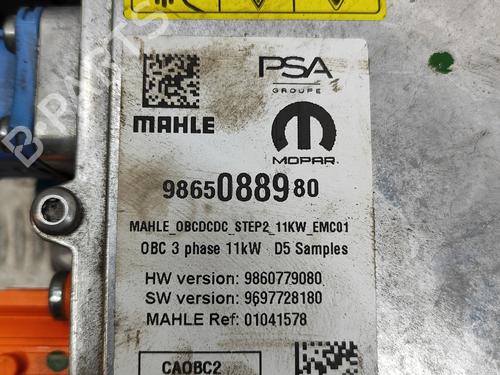 PSA
GROUPE
MAHLE
MOPAR
9865088980
MAHLE_OBCDCDC_STEP2_11KW_EMC01
OBC 3 phase 11kW D5 Samples
HW version: 9860779080
SW version: 9697728180
MAHLE Ref: 01041578
CAOBC2
B-PARTS